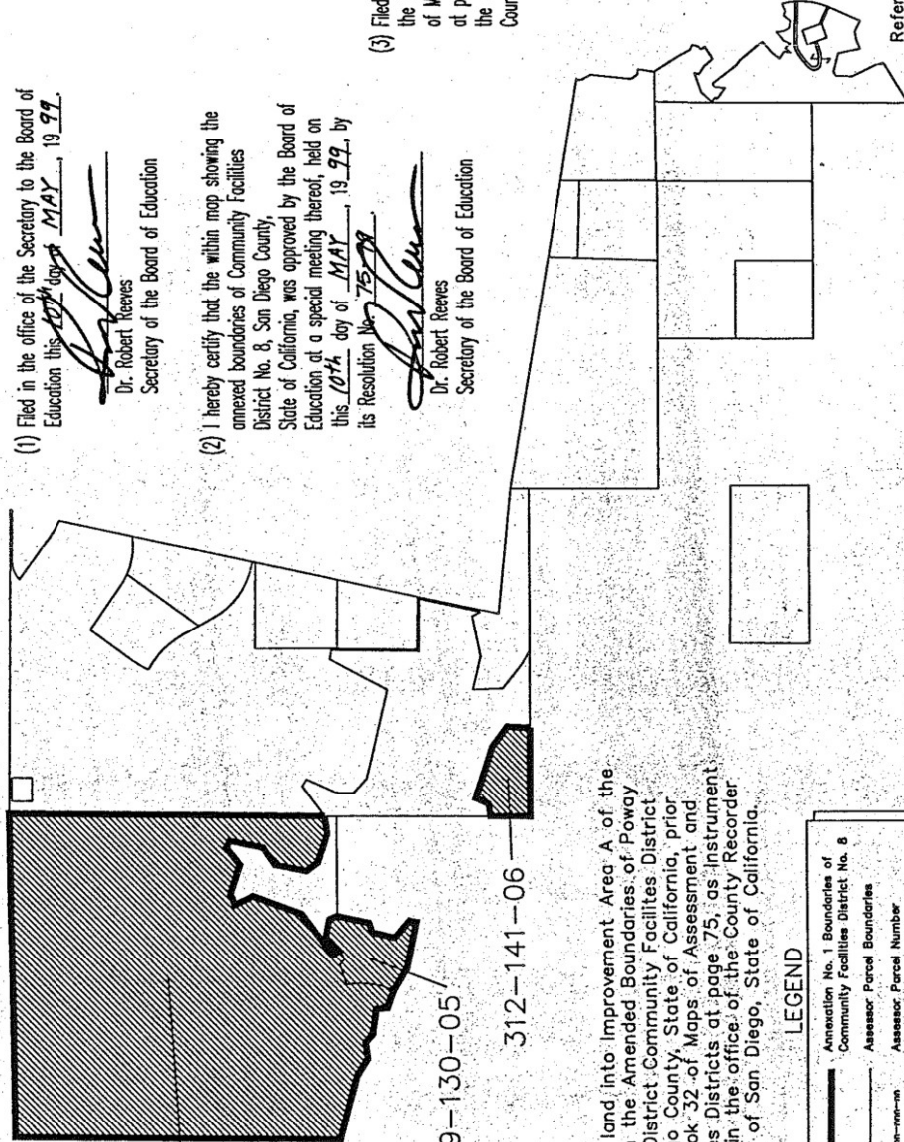 (1) Filed in the office of the Secretary to the Board of
Education this 10th day of MAY, 19 99.
Dr. Robert Reeves
Secretary of the Board of Education
(2) I hereby certify that the within map showing the
annexed boundaries of Community Facilities
District No. 8, San Diego County,
State of California, was approved by the Board of
Education at a special meeting thereof, held on
this 10th day of MAY, 19 99, by
its Resolution No. 75-99.
Dr. Robert Reeves
Secretary of the Board of Education
(3) Filed
the
of M
at p
the
Coun
9-130-05
312-141-06
land into Improvement Area A of the
the Amended Boundaries of Poway
District Community Facilites District
o County, State of California, prior
ok 32 of Maps of Assessment and
s Districts at page 75, as instrument
in the office of the County Recorder
of San Diego, State of California.
LEGEND
Annexation No. 1 Boundaries of
Community Facilities District No. 8
Assessor Parcel Boundaries
Assessor Parcel Number
Refer